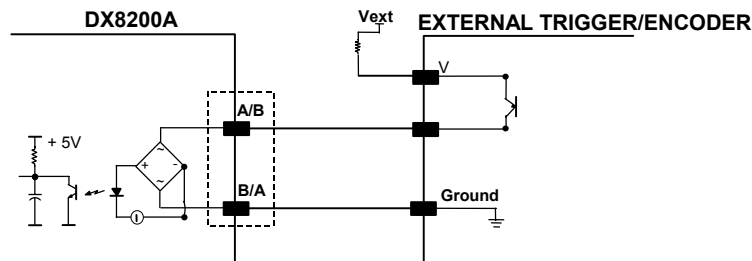 DX8200A
Vext
EXTERNAL TRIGGER/ENCODER
V
A/B
+ 5V
~
+ -
~
I
B/A
Ground